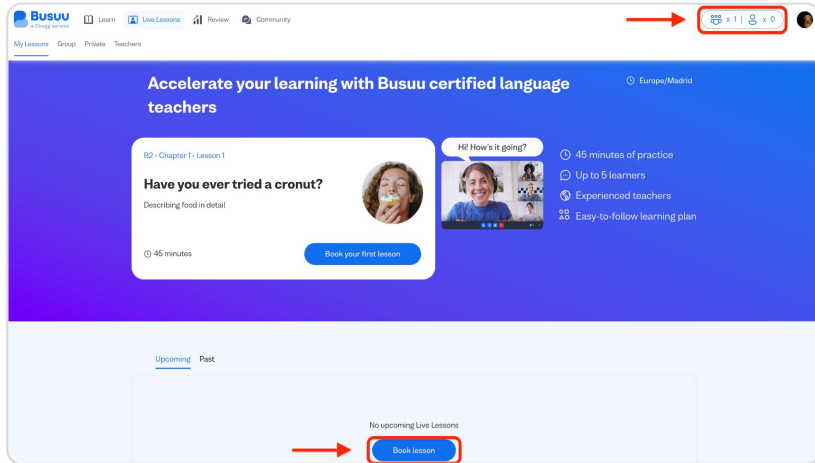 Busuu
a Chegg service
Learn
Live Lessons
Review
Community
x 1 | x 0
My Lessons Group Private Teachers
Accelerate your learning with Busuu certified language
teachers
Europe/Madrid
B2 • Chapter 1 • Lesson 1
Have you ever tried a cronut?
Describing food in detail
45 minutes
Book your first lesson
Hi! How's it going?
45 minutes of practice
Up to 5 learners
Experienced teachers
Easy-to-follow learning plan
Upcoming Past
No upcoming Live Lessons
Book lesson